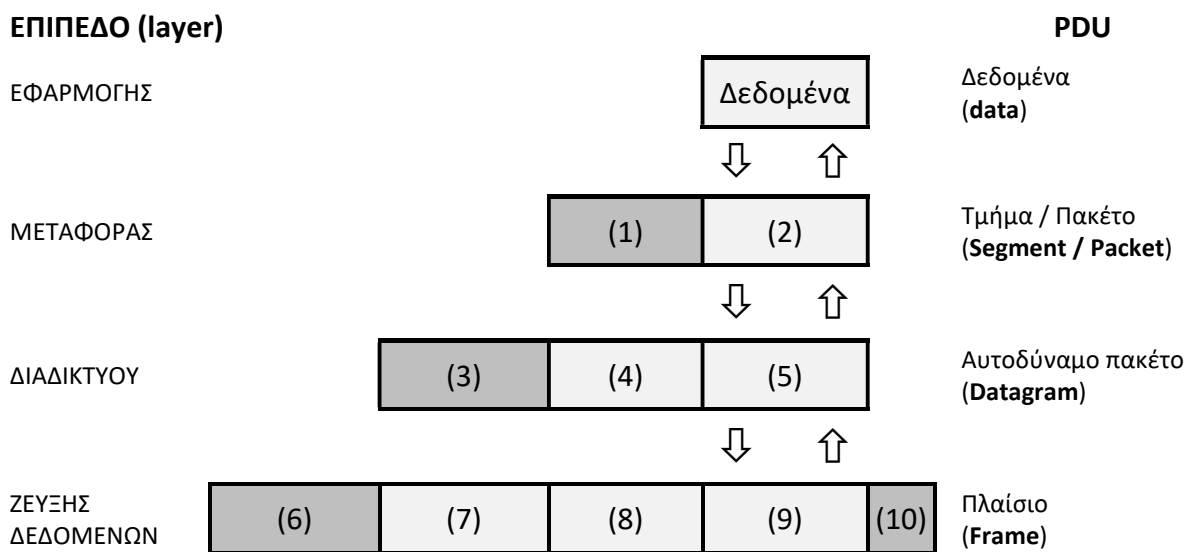 ΕΠΙΠΕΔΟ (layer) PDU
ΕΦΑΡΜΟΓΗΣ Δεδομένα Δεδομένα
(data)
ΜΕΤΑΦΟΡΑΣ (1) (2) Τμήμα / Πακέτο
(Segment / Packet)
ΔΙΑΔΙΚΤΥΟΥ (3) (4) (5) Αυτοδύναμο πακέτο
(Datagram)
ΖΕΥΞΗΣ
ΔΕΔΟΜΕΝΩΝ (6) (7) (8) (9) (10) Πλαίσιο
(Frame)